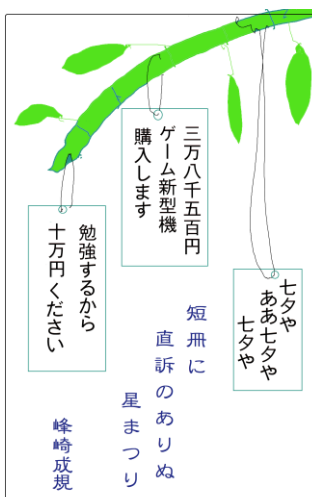 七夕や
ああ七夕や
七夕や
三万八千五百円
ゲーム新型機
購入します
勉強するから
十万円ください
短冊に
直訴のありぬ
星まつり
峰崎成規